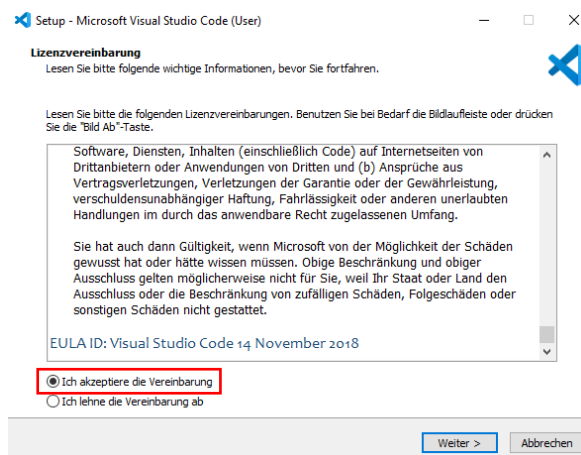 Setup - Microsoft Visual Studio Code (User)
Lizenzvereinbarung
Lesen Sie bitte folgende wichtige Informationen, bevor Sie fortfahren.
Lesen Sie bitte die folgenden Lizenzvereinbarungen. Benutzen Sie bei Bedarf die Bildlaufleiste oder drücken
Sie die "Bild Ab"-Taste.
Software, Diensten, Inhalten (einschließlich Code) auf Internetseiten von
Drittanbietern oder Anwendungen von Dritten und (b) Ansprüche aus
Vertragsverletzungen, Verletzungen der Garantie oder der Gewährleistung,
verschuldensunabhängiger Haftung, Fahrlässigkeit oder anderen unerlaubten
Handlungen im durch das anwendbare Recht zugelassenen Umfang.
Sie hat auch dann Gültigkeit, wenn Microsoft von der Möglichkeit der Schäden
gewusst hat oder hätte wissen müssen. Obige Beschränkung und obiger
Ausschluss gelten möglicherweise nicht für Sie, weil Ihr Staat oder Land den
Ausschluss oder die Beschränkung von zufälligen Schäden, Folgeschäden oder
sonstigen Schäden nicht gestattet.
EULA ID: Visual Studio Code 14 November 2018
Ich akzeptiere die Vereinbarung
Ich lehne die Vereinbarung ab
Weiter >
Abbrechen